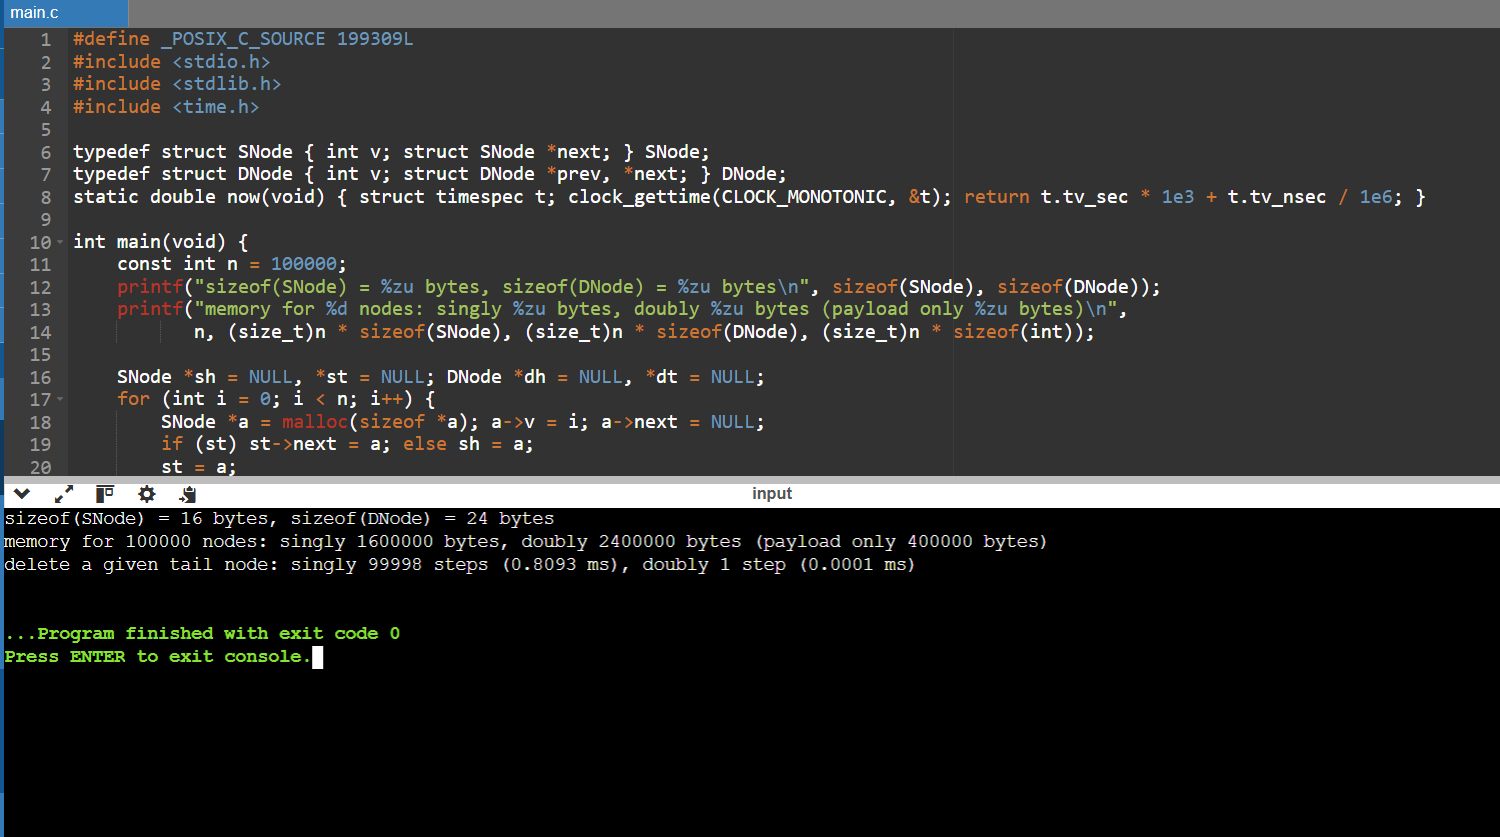 main.c
1 #define _POSIX_C_SOURCE 199309L
2 #include <stdio.h>
3 #include <stdlib.h>
4 #include <time.h>
5
6 typedef struct SNode { int v; struct SNode *next; } SNode;
7 typedef struct DNode { int v; struct DNode *prev, *next; } DNode;
8 static double now(void) { struct timespec t; clock_gettime(CLOCK_MONOTONIC, &t); return t.tv_sec * 1e3 + t.tv_nsec / 1e6; }
9
10 int main(void) {
11     const int n = 100000;
12     printf("sizeof(SNode) = %zu bytes, sizeof(DNode) = %zu bytes\n", sizeof(SNode), sizeof(DNode));
13     printf("memory for %d nodes: singly %zu bytes, doubly %zu bytes (payload only %zu bytes)\n",
14            n, (size_t)n * sizeof(SNode), (size_t)n * sizeof(DNode), (size_t)n * sizeof(int));
15
16     SNode *sh = NULL, *st = NULL; DNode *dh = NULL, *dt = NULL;
17     for (int i = 0; i < n; i++) {
18         SNode *a = malloc(sizeof *a); a->v = i; a->next = NULL;
19         if (st) st->next = a; else sh = a;
20         st = a;
input
sizeof(SNode) = 16 bytes, sizeof(DNode) = 24 bytes
memory for 100000 nodes: singly 1600000 bytes, doubly 2400000 bytes (payload only 400000 bytes)
delete a given tail node: singly 99998 steps (0.8093 ms), doubly 1 step (0.0001 ms)
...Program finished with exit code 0
Press ENTER to exit console.